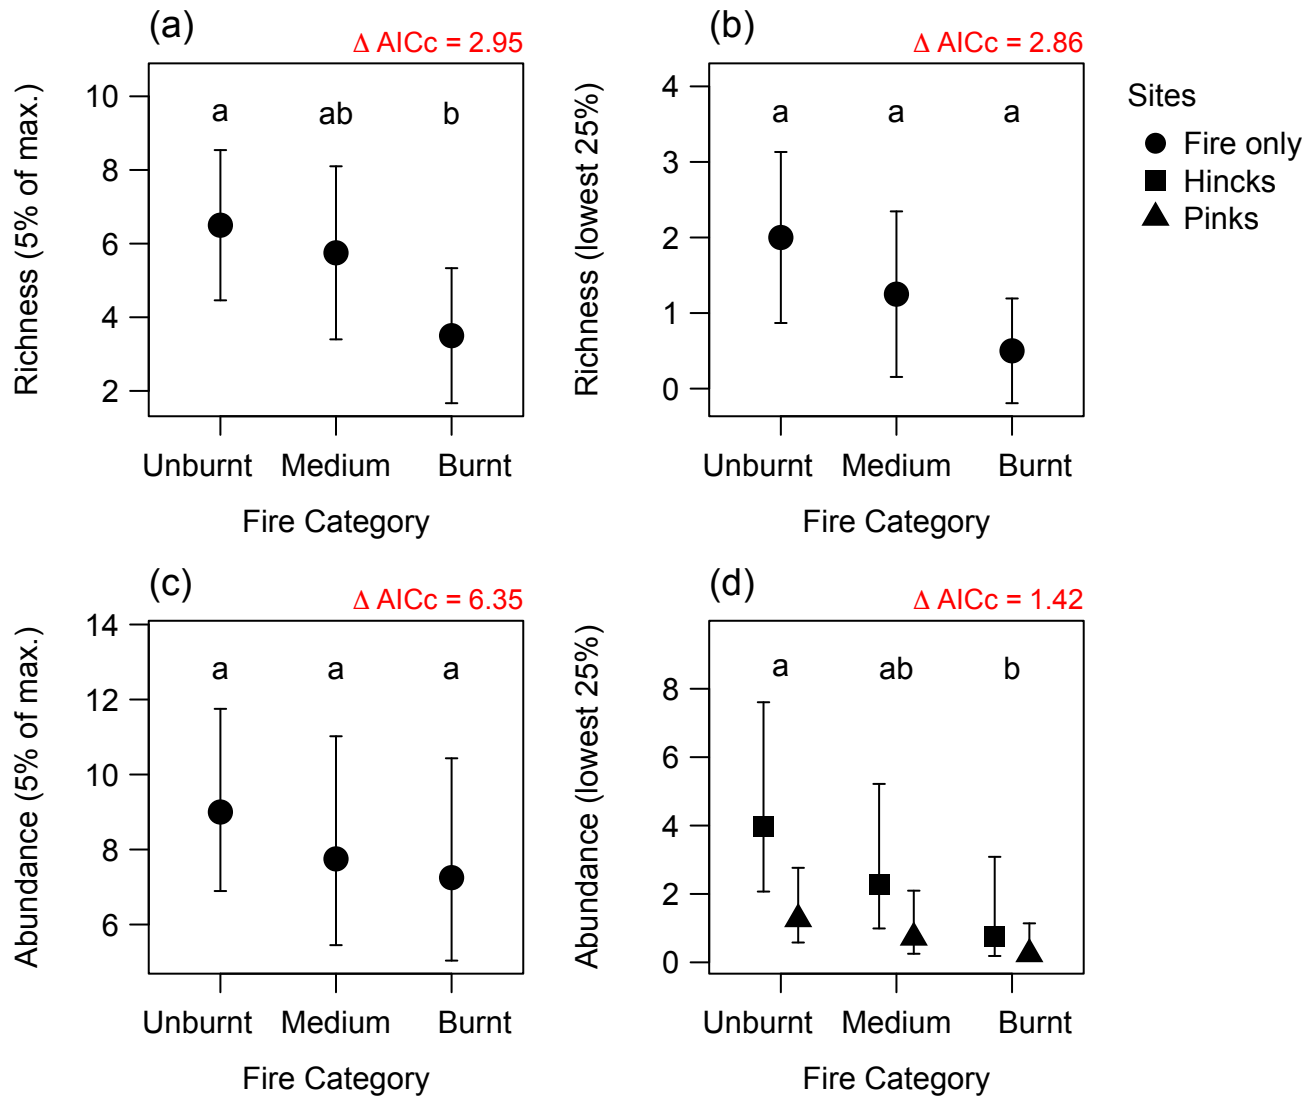 (a)
Δ AICc = 2.95
Richness (5% of max.)
10
8
6
4
2
a ab b
Unburnt Medium Burnt
Fire Category
(b)
Δ AICc = 2.86
Richness (lowest 25%)
4
3
2
1
0
a a a
Unburnt Medium Burnt
Fire Category
Sites
Fire only
Hincks
Pinks
(c)
Δ AICc = 6.35
Abundance (5% of max.)
14
12
10
8
6
a a a
Unburnt Medium Burnt
Fire Category
(d)
Δ AICc = 1.42
Abundance (lowest 25%)
8
6
4
2
0
a ab b
Unburnt Medium Burnt
Fire Category